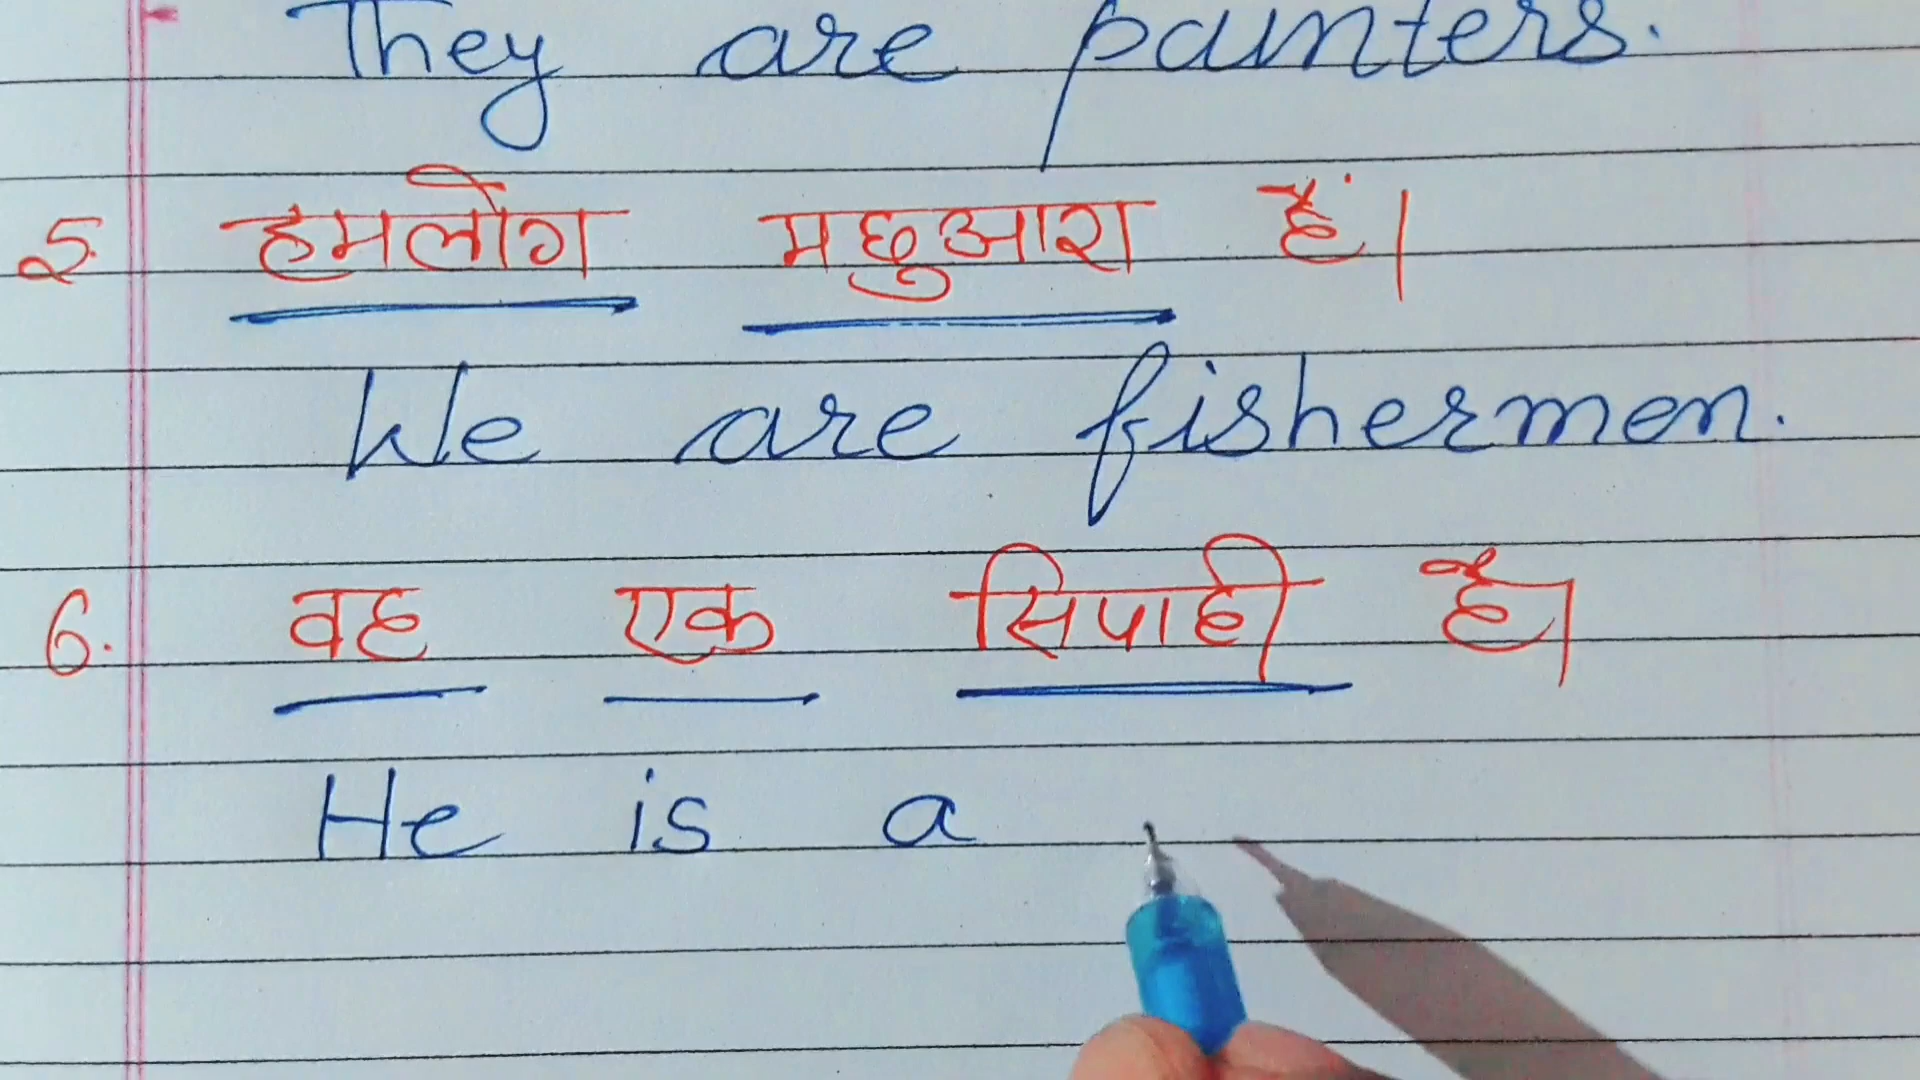 They are painters.
5. हमलोग मछुआरा हैं।
We are fishermen.
6. वह एक सिपाही है।
He is a